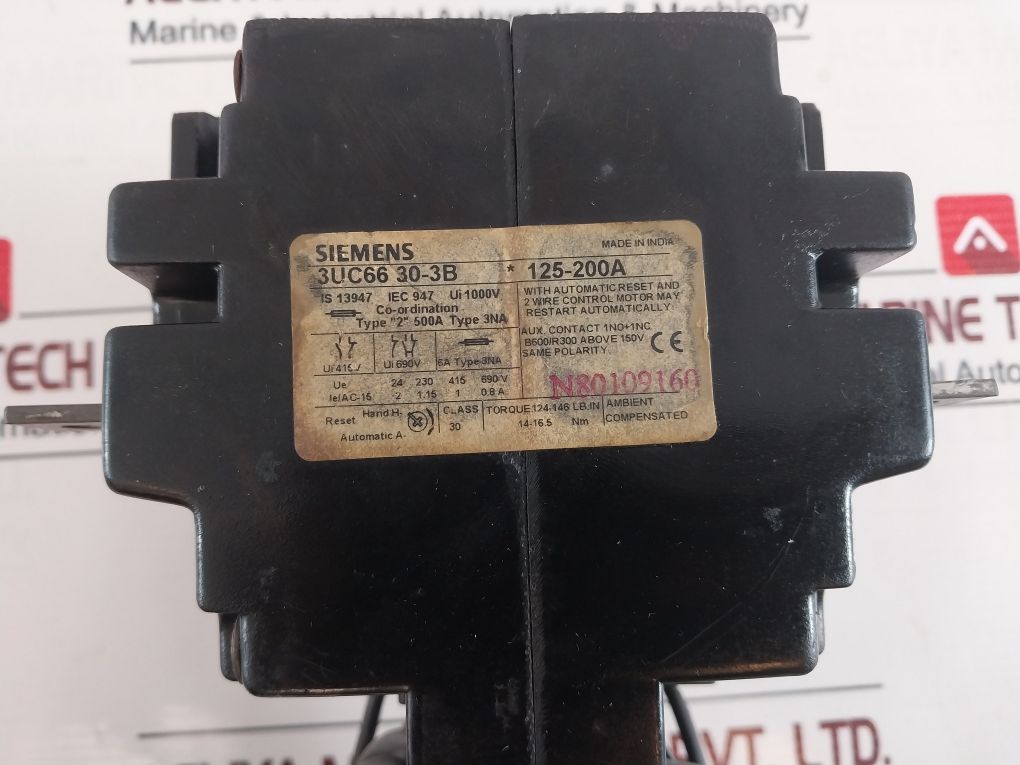 Marine & Industrial Automation & Machinery
SIEMENS
MADE IN INDIA
3UC66 30-3B * 125-200A
IS 13947 IEC 947 Ui 1000V
Co-ordination
Type "2" 500A Type 3NA
WITH AUTOMATIC RESET AND
2 WIRE CONTROL MOTOR MAY
RESTART AUTOMATICALLY
Ui 415V Ui 690V 6A Type 3NA
AUX. CONTACT 1NO+1NC
B600/R300 ABOVE 150V
SAME POLARITY.
CE
Ue 24 230 415 690 V
Ie/AC-15 2 1.15 1 0.8 A
N80109160
Reset Hand H-
Automatic A-
CLASS
30
TORQUE:124-146 LB.IN
14-16.5 Nm
AMBIENT
COMPENSATED
TECH
MARINE T
PVT. LTD.